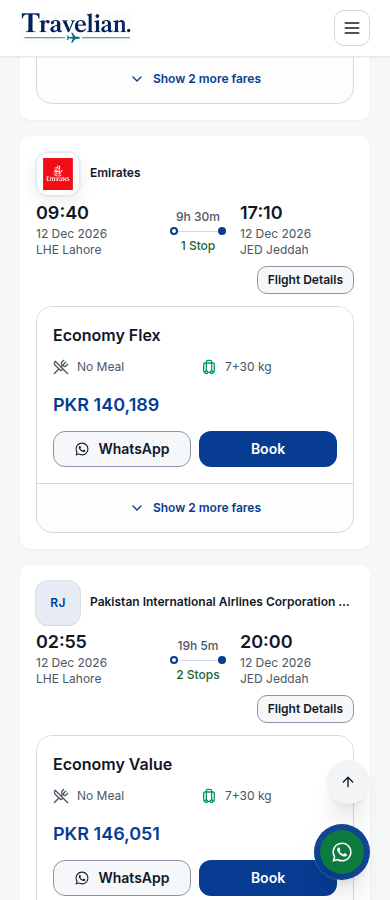 Travelian.
Show 2 more fares
Emirates
Emirates
09:40
9h 30m
17:10
12 Dec 2026
12 Dec 2026
LHE Lahore
1 Stop
JED Jeddah
Flight Details
Economy Flex
No Meal
7+30 kg
PKR 140,189
WhatsApp
Book
Show 2 more fares
RJ
Pakistan International Airlines Corporation ...
02:55
19h 5m
20:00
12 Dec 2026
12 Dec 2026
LHE Lahore
2 Stops
JED Jeddah
Flight Details
Economy Value
No Meal
7+30 kg
PKR 146,051
WhatsApp
Book